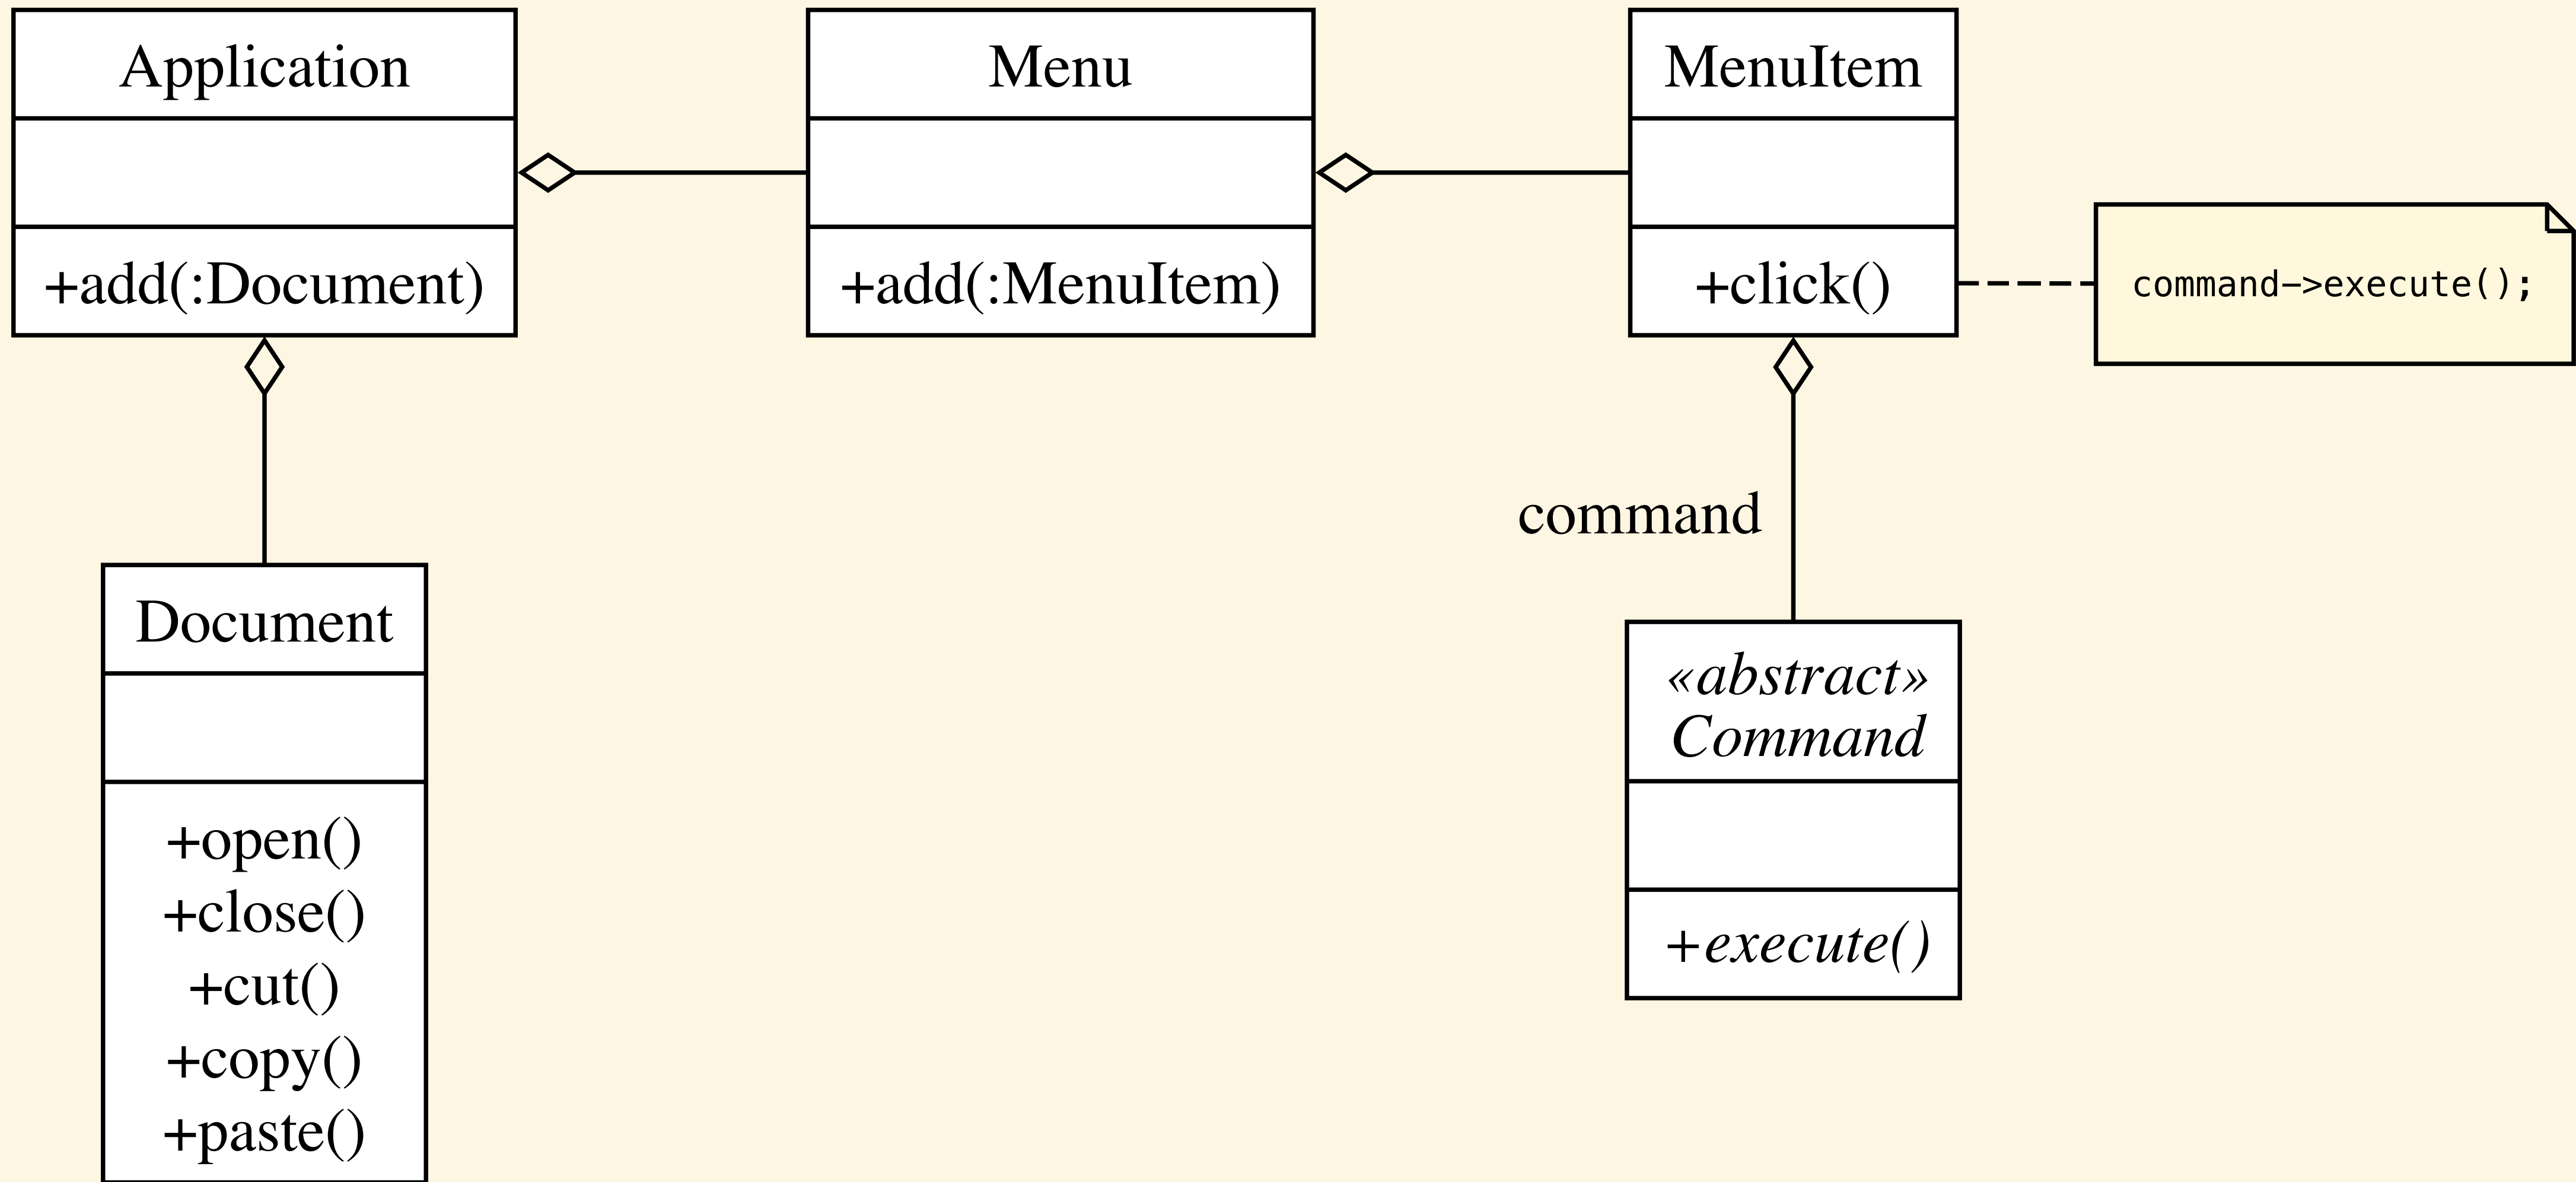 Application
+add(:Document)
Menu
+add(:MenuItem)
MenuItem
+click()
command->execute();
command
Document
+open()
+close()
+cut()
+copy()
+paste()
«abstract»
Command
+execute()